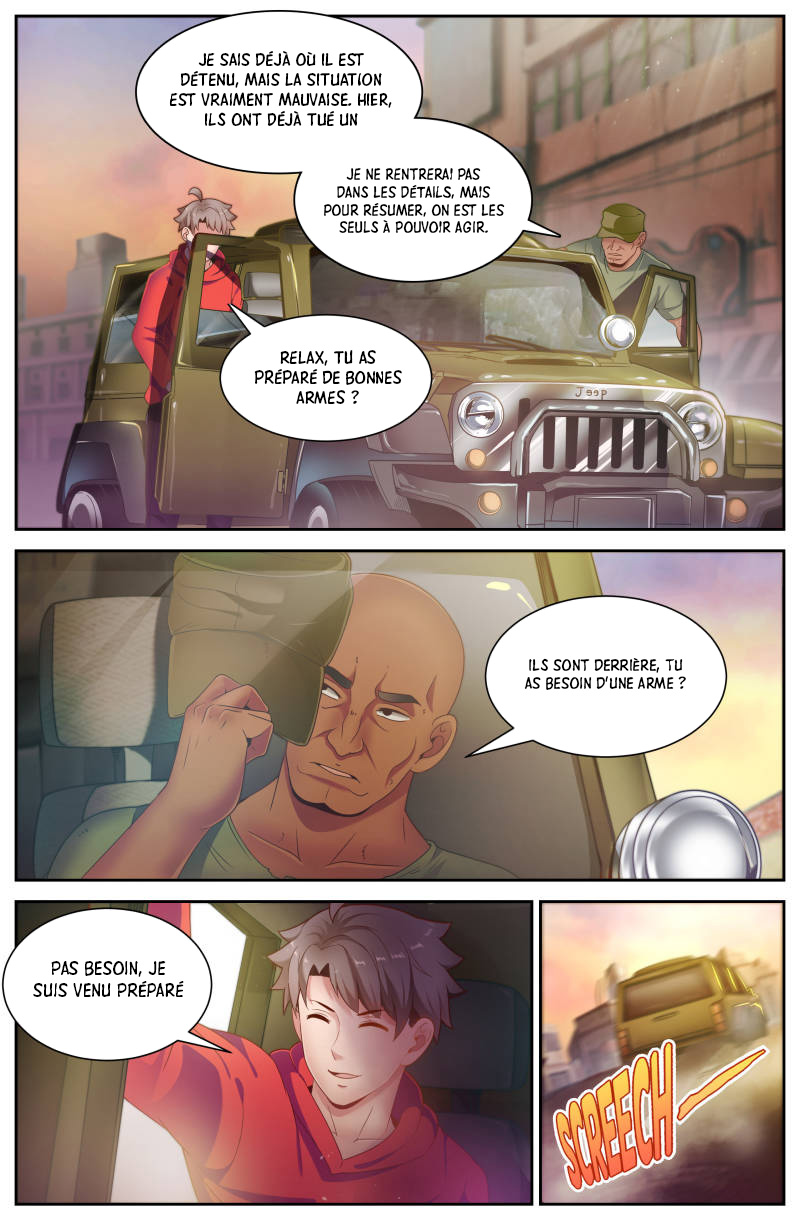 JE SAIS DÉJÀ OÙ IL EST
DÉTENU, MAIS LA SITUATION
EST VRAIMENT MAUVAISE. HIER,
ILS ONT DÉJÀ TUÉ UN
JE NE RENTRERAI PAS
DANS LES DÉTAILS, MAIS
POUR RÉSUMER, ON EST LES
SEULS À POUVOIR AGIR.
RELAX, TU AS
PRÉPARÉ DE BONNES
ARMES ?
Jeep
ILS SONT DERRIÈRE, TU
AS BESOIN D'UNE ARME ?
PAS BESOIN, JE
SUIS VENU PRÉPARÉ
SCREECH